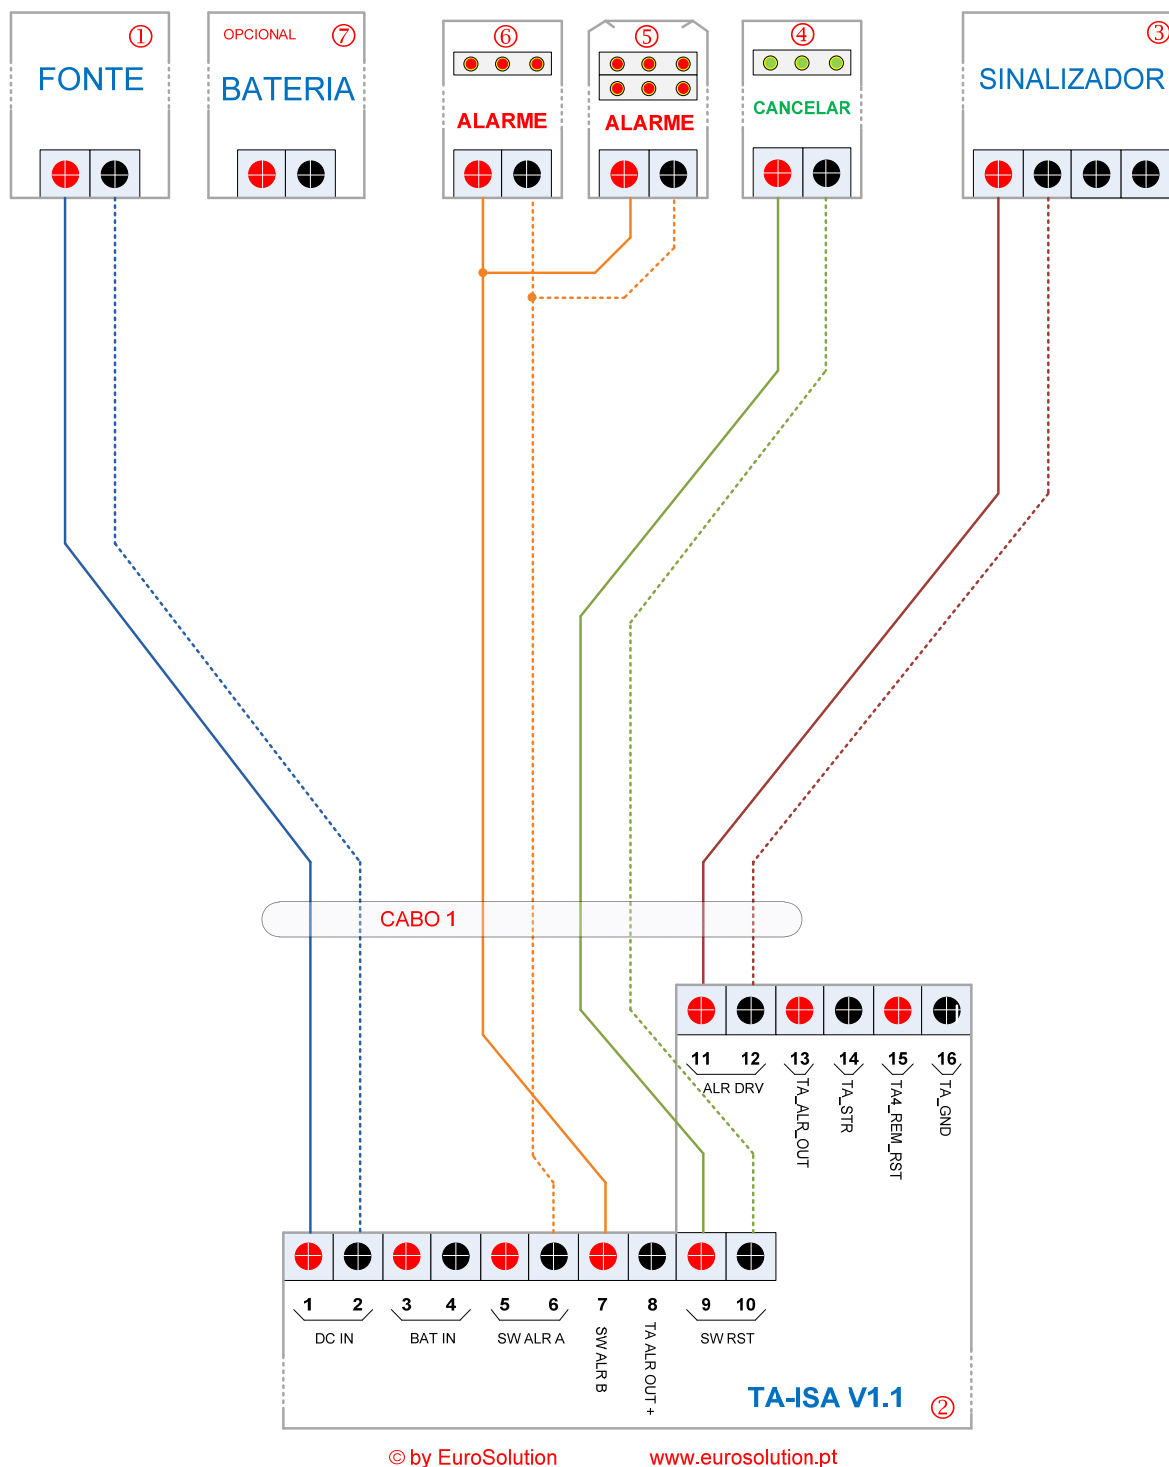 ①
FONTE
OPCIONAL ⑦
BATERIA
⑥
ALARME
⑤
ALARME
④
CANCELAR
③
SINALIZADOR
CABO 1
11 12 13 14 15 16
ALR DRV
TA_ALR_OUT
TA_STR
TA4_REM_RST
TA_GND
1 2 3 4 5 6 7 8 9 10
DC IN
BAT IN
SW ALR A
SW ALR B
TA ALR OUT +
SW RST
TA-ISA V1.1 ②
© by EuroSolution www.eurosolution.pt